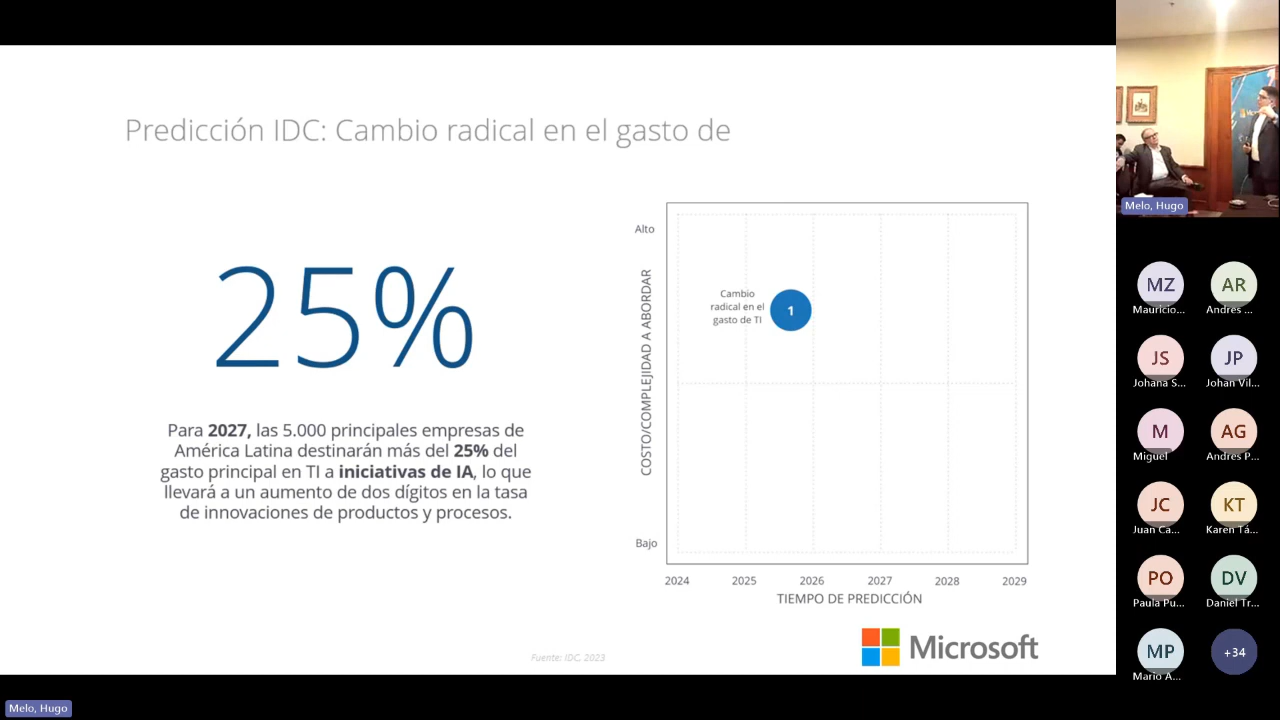 Predicción IDC: Cambio radical en el gasto de
25%
Para 2027, las 5.000 principales empresas de
América Latina destinarán más del 25% del
gasto principal en TI a iniciativas de IA, lo que
llevará a un aumento de dos dígitos en la tasa
de innovaciones de productos y procesos.
Alto
COSTO/COMPLEJIDAD A ABORDAR
Cambio
radical en el
gasto de TI
1
Bajo
2024 2025 2026 2027 2028 2029
TIEMPO DE PREDICCIÓN
Fuente: IDC, 2023
Microsoft
Melo, Hugo
Melo, Hugo
MZ AR
Mauricio... Andres ...
JS JP
Johana S... Johan Vil...
M AG
Miguel Andres P...
JC KT
Juan Ca... Karen Tá...
PO DV
Paula Pu... Daniel Tr...
MP +34
Mario A...